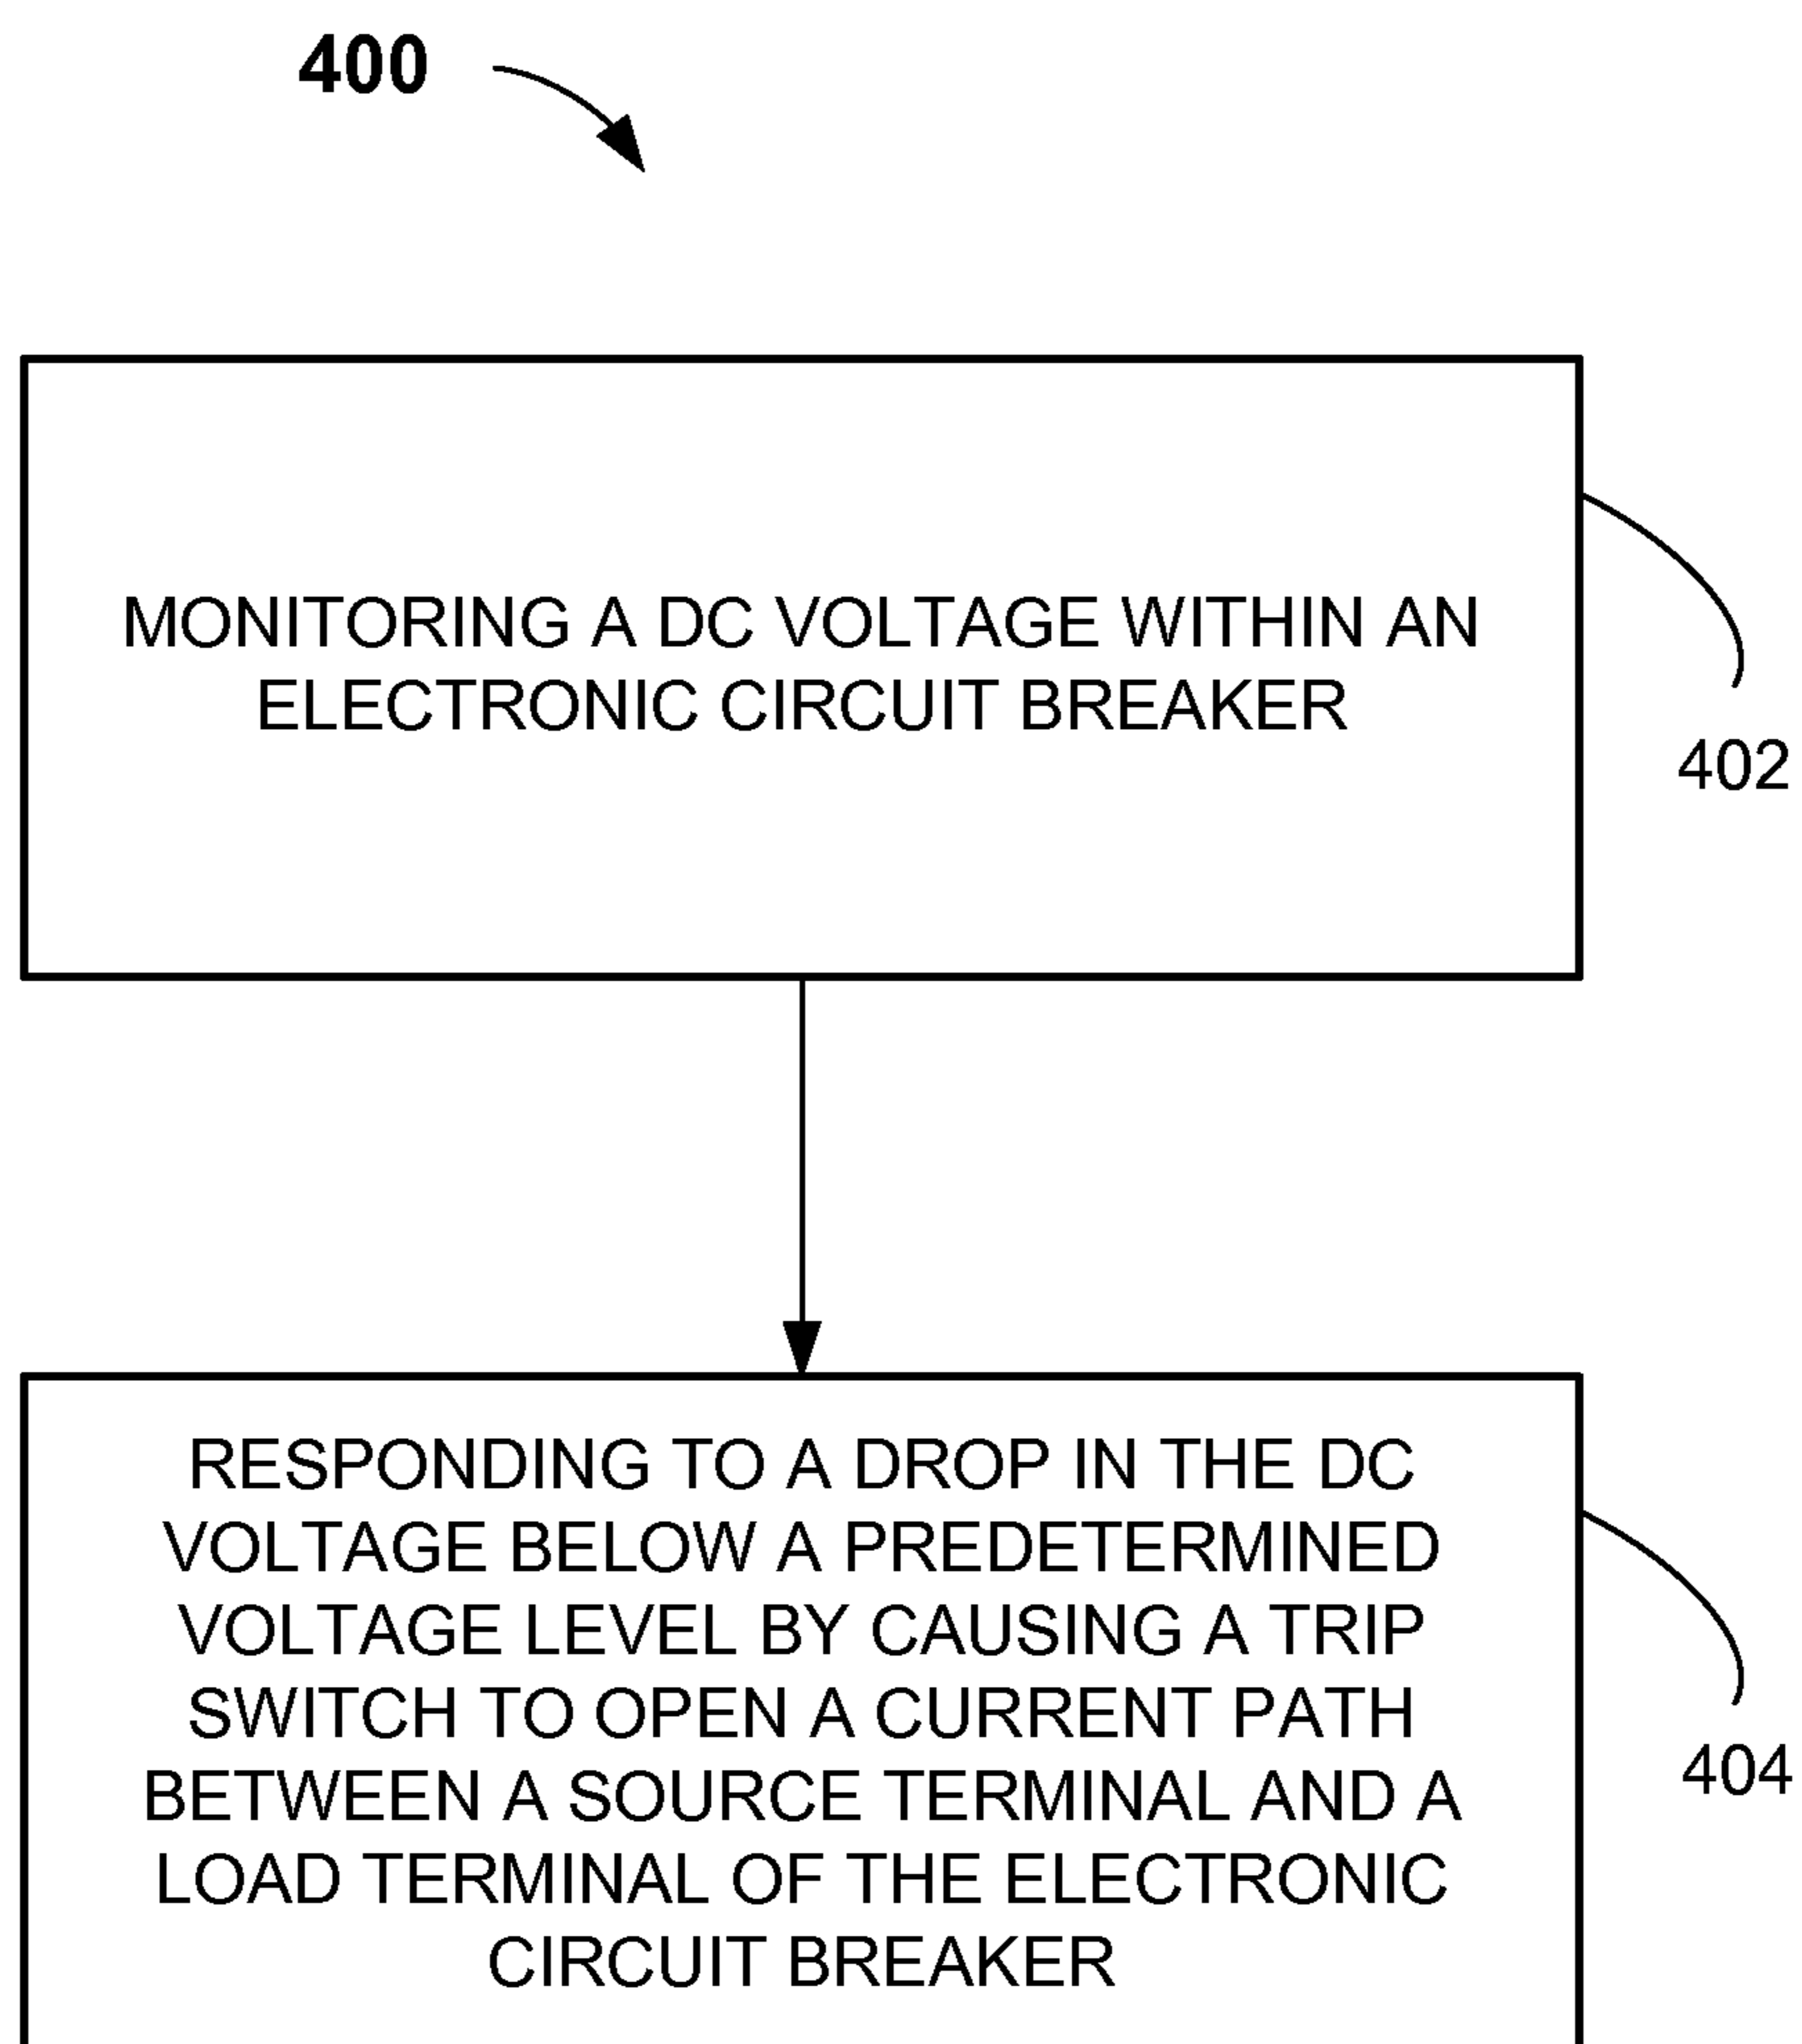 400
MONITORING A DC VOLTAGE WITHIN AN
ELECTRONIC CIRCUIT BREAKER
402
RESPONDING TO A DROP IN THE DC
VOLTAGE BELOW A PREDETERMINED
VOLTAGE LEVEL BY CAUSING A TRIP
SWITCH TO OPEN A CURRENT PATH
BETWEEN A SOURCE TERMINAL AND A
LOAD TERMINAL OF THE ELECTRONIC
CIRCUIT BREAKER
404